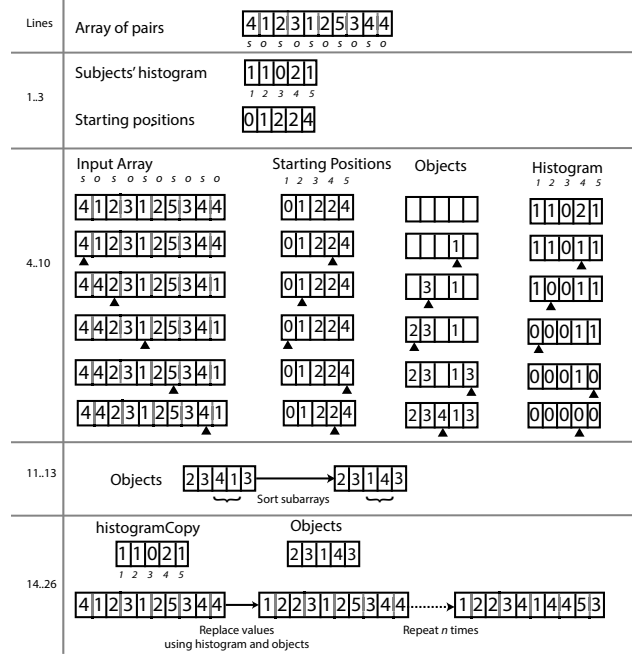 Lines
Array of pairs 4 1 2 3 1 2 5 3 4 4
s o s o s o s o s o
1..3
Subjects' histogram 1 1 0 2 1
1 2 3 4 5
Starting positions 0 1 2 2 4
4..10
Input Array Starting Positions Objects Histogram
s o s o s o s o s o 1 2 3 4 5 1 2 3 4 5
4 1 2 3 1 2 5 3 4 4 0 1 2 2 4 1 1 0 2 1
4 1 2 3 1 2 5 3 4 4 0 1 2 2 4 1 1 1 0 1 1
4 4 2 3 1 2 5 3 4 1 0 1 2 2 4 3 1 1 0 0 1 1
4 4 2 3 1 2 5 3 4 1 0 1 2 2 4 2 3 1 0 0 0 1 1
4 4 2 3 1 2 5 3 4 1 0 1 2 2 4 2 3 1 3 0 0 0 1 0
4 4 2 3 1 2 5 3 4 1 0 1 2 2 4 2 3 4 1 3 0 0 0 0 0
11..13
Objects 2 3 4 1 3 2 3 1 4 3
Sort subarrays
14..26
histogramCopy Objects
1 1 0 2 1 2 3 1 4 3
1 2 3 4 5
4 1 2 3 1 2 5 3 4 4 1 2 2 3 1 2 5 3 4 4 1 2 2 3 4 1 4 4 5 3
Replace values Repeat n times
using histogram and objects